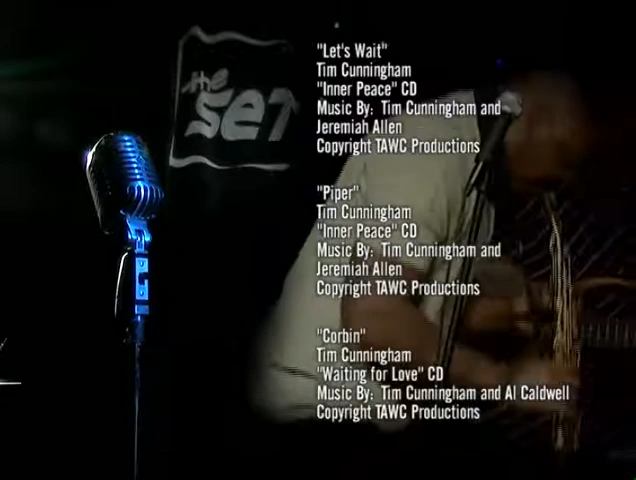 the
set
"Let's Wait"
Tim Cunningham
"Inner Peace" CD
Music By: Tim Cunningham and
Jeremiah Allen
Copyright TAWC Productions
"Piper"
Tim Cunningham
"Inner Peace" CD
Music By: Tim Cunningham and
Jeremiah Allen
Copyright TAWC Productions
"Corbin"
Tim Cunningham
"Waiting for Love" CD
Music By: Tim Cunningham and Al Caldwell
Copyright TAWC Productions